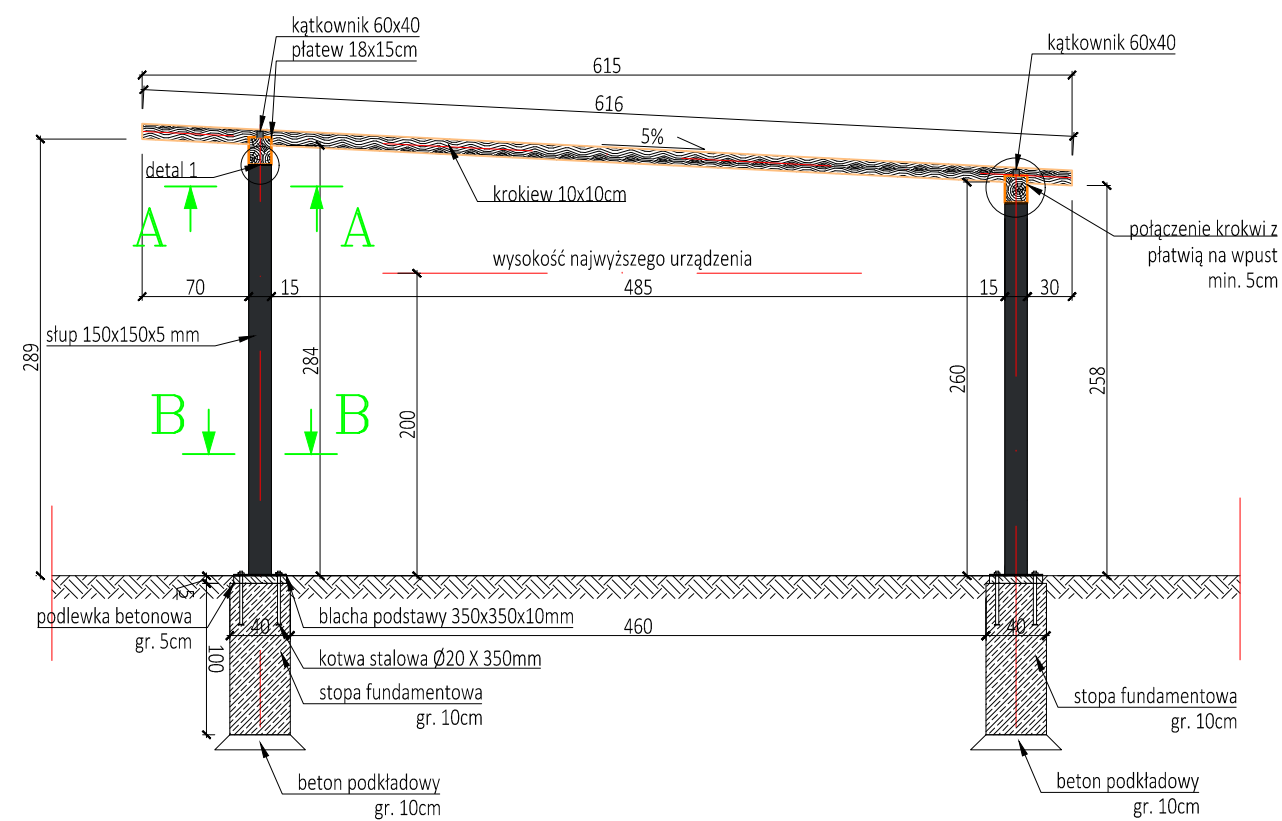 kątkownik 60x40
płatew 18x15cm
kątkownik 60x40
615
616
5%
detal 1
krokiew 10x10cm
A
A
połączenie krokwi z
płatwią na wpust
min. 5cm
wysokość najwyższego urządzenia
70
15
485
15
30
słup 150x150x5 mm
289
284
260
258
200
B
B
5
podlewka betonowa
gr. 5cm
blacha podstawy 350x350x10mm
40
460
40
100
kotwa stalowa Ø20 X 350mm
stopa fundamentowa
gr. 10cm
stopa fundamentowa
gr. 10cm
beton podkładowy
gr. 10cm
beton podkładowy
gr. 10cm